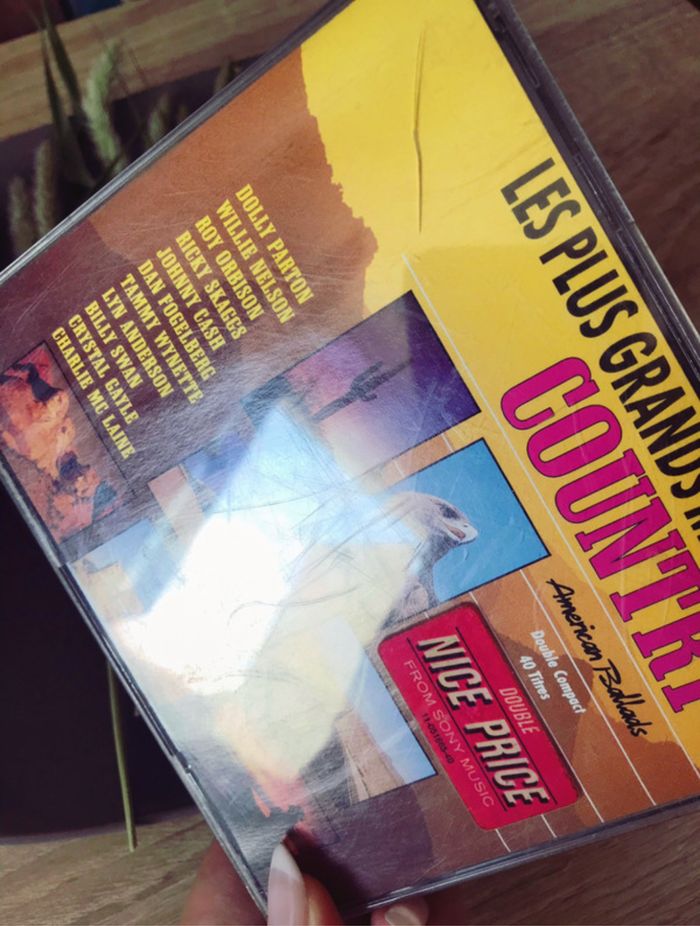 LES PLUS GRANDS
COUNTRY
American Ballads
Double Compact
40 Titres
DOLLY PARTON
WILLIE NELSON
ROY ORBISON
RICKY SKAGGS
JOHNNY CASH
DAN FOGELBERG
TAMMY WYNETTE
LYN ANDERSON
BILLY SWAN
CRYSTAL GAYLE
CHARLIE MC LAINE
DOUBLE
NICE PRICE
FROM SONY MUSIC